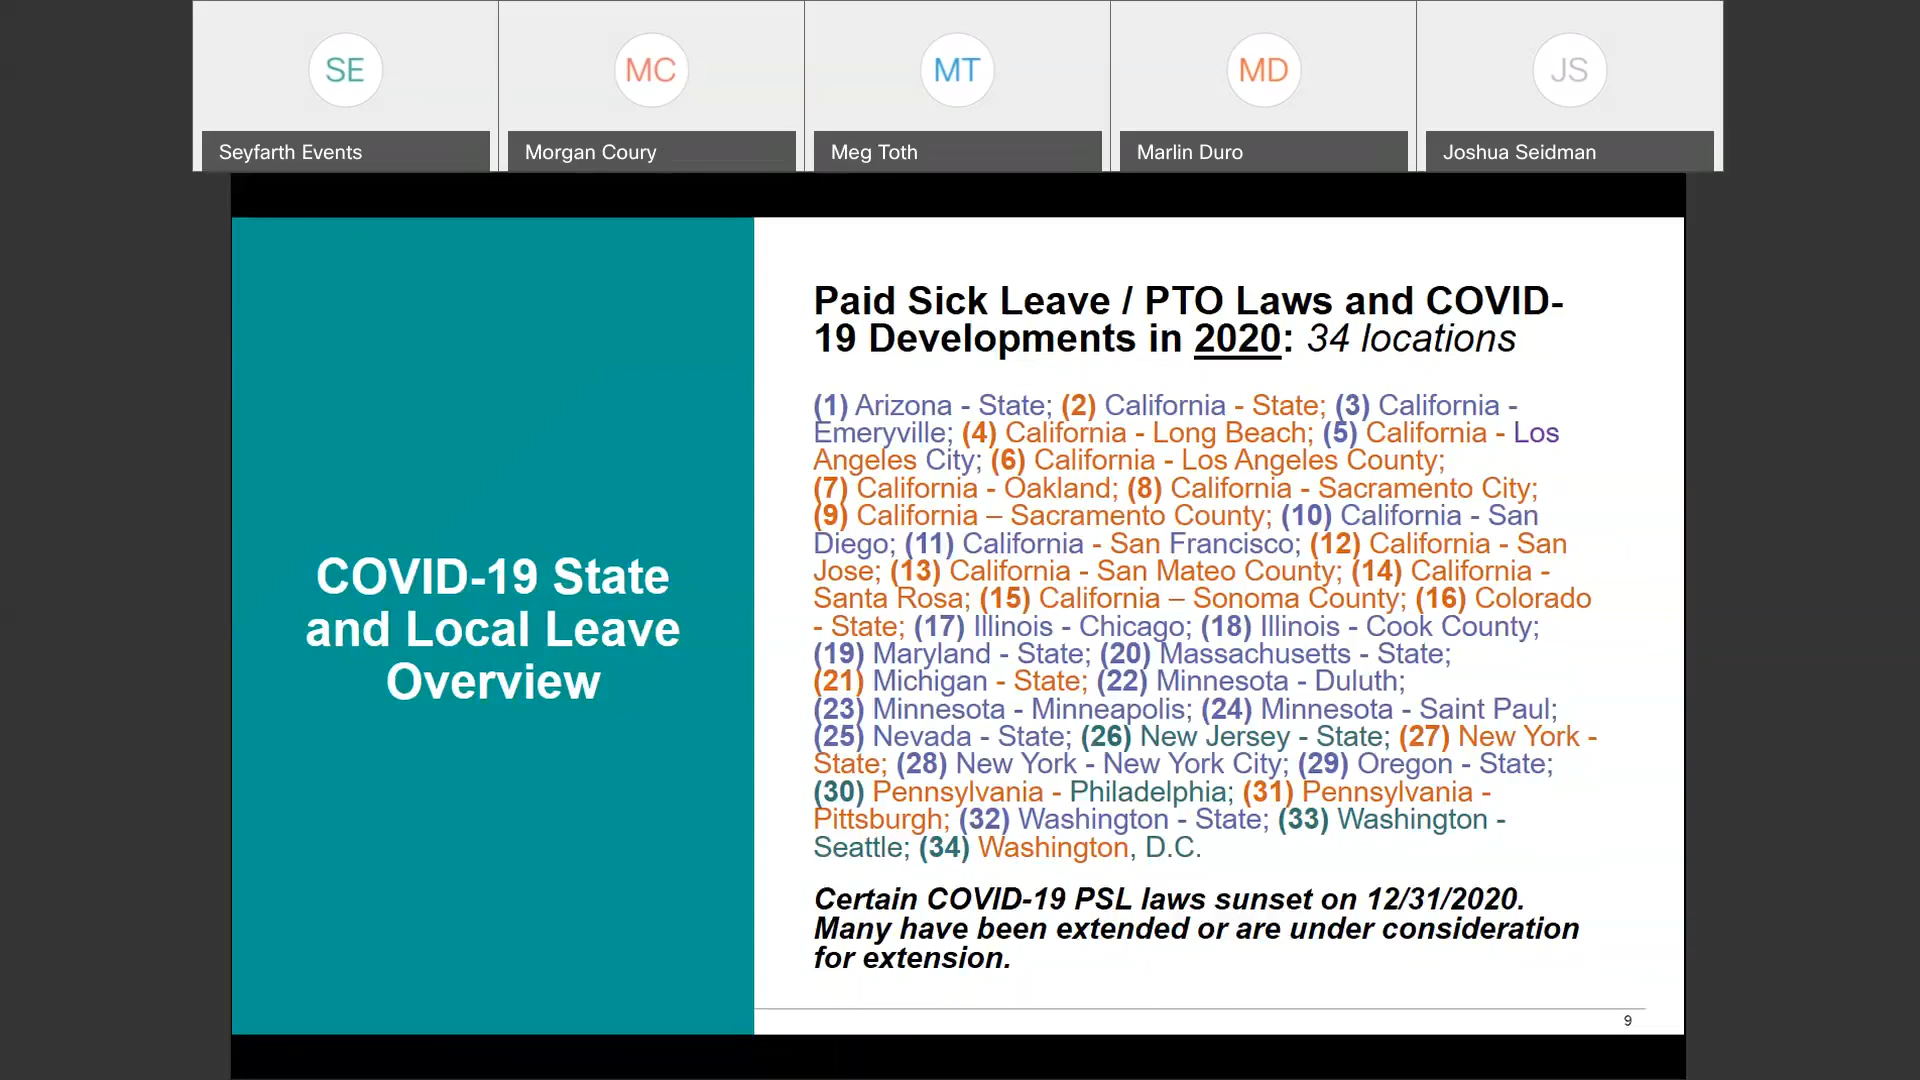 SE
MC
MT
MD
JS
Seyfarth Events
Morgan Coury
Meg Toth
Marlin Duro
Joshua Seidman
COVID-19 State
and Local Leave
Overview
Paid Sick Leave / PTO Laws and COVID-
19 Developments in 2020: 34 locations
(1) Arizona - State; (2) California - State; (3) California -
Emeryville; (4) California - Long Beach; (5) California - Los
Angeles City; (6) California - Los Angeles County;
(7) California - Oakland; (8) California - Sacramento City;
(9) California – Sacramento County; (10) California - San
Diego; (11) California - San Francisco; (12) California - San
Jose; (13) California - San Mateo County; (14) California -
Santa Rosa; (15) California – Sonoma County; (16) Colorado
- State; (17) Illinois - Chicago; (18) Illinois - Cook County;
(19) Maryland - State; (20) Massachusetts - State;
(21) Michigan - State; (22) Minnesota - Duluth;
(23) Minnesota - Minneapolis; (24) Minnesota - Saint Paul;
(25) Nevada - State; (26) New Jersey - State; (27) New York -
State; (28) New York - New York City; (29) Oregon - State;
(30) Pennsylvania - Philadelphia; (31) Pennsylvania -
Pittsburgh; (32) Washington - State; (33) Washington -
Seattle; (34) Washington, D.C.
Certain COVID-19 PSL laws sunset on 12/31/2020.
Many have been extended or are under consideration
for extension.
9